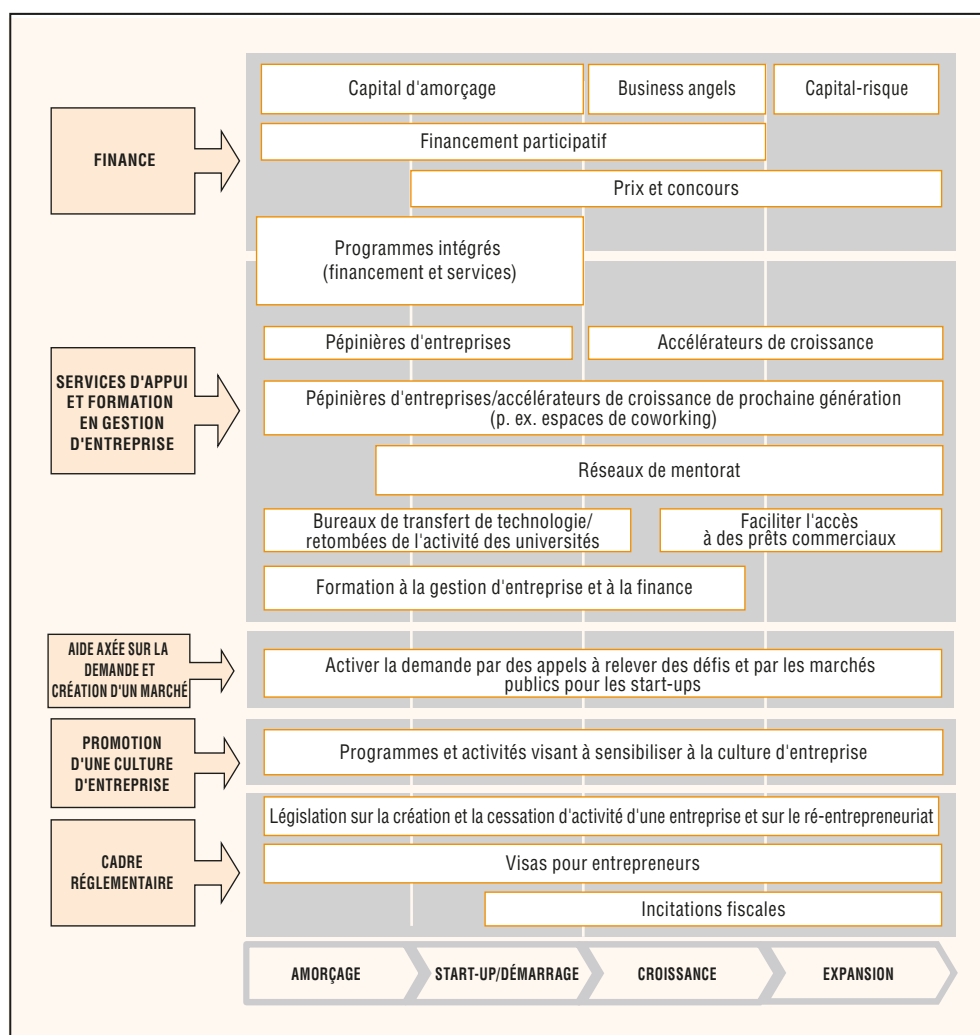 FINANCE
Capital d'amorçage
Business angels
Capital-risque
Financement participatif
Prix et concours
Programmes intégrés
(financement et services)
SERVICES D'APPUI
ET FORMATION
EN GESTION
D'ENTREPRISE
Pépinières d'entreprises
Accélérateurs de croissance
Pépinières d'entreprises/accélérateurs de croissance de prochaine génération
(p. ex. espaces de coworking)
Réseaux de mentorat
Bureaux de transfert de technologie/
retombées de l'activité des universités
Faciliter l'accès
à des prêts commerciaux
Formation à la gestion d'entreprise et à la finance
AIDE AXÉE SUR LA
DEMANDE ET
CRÉATION D'UN MARCHÉ
Activer la demande par des appels à relever des défis et par les marchés
publics pour les start-ups
PROMOTION
D'UNE CULTURE
D'ENTREPRISE
Programmes et activités visant à sensibiliser à la culture d'entreprise
CADRE
RÉGLEMENTAIRE
Législation sur la création et la cessation d'activité d'une entreprise et sur le ré-entrepreneuriat
Visas pour entrepreneurs
Incitations fiscales
AMORÇAGE
START-UP/DÉMARRAGE
CROISSANCE
EXPANSION